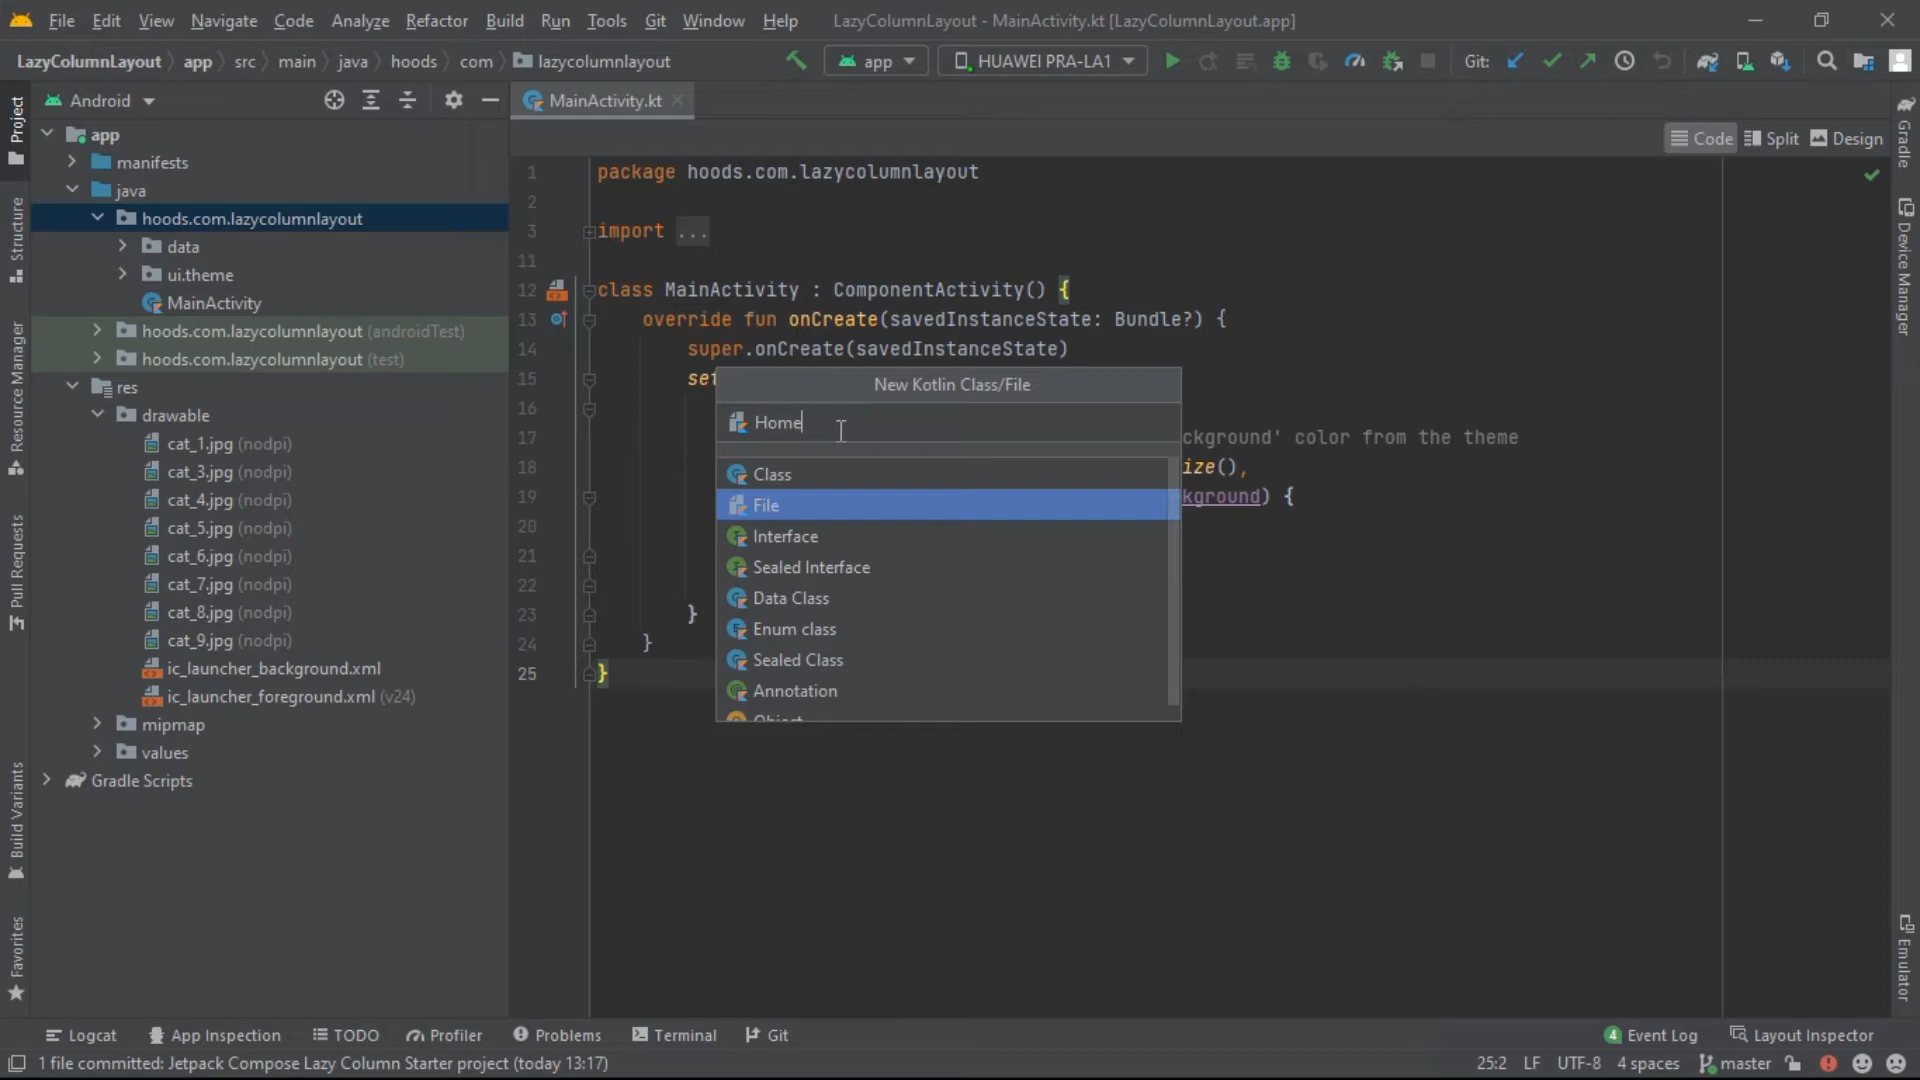 File Edit View Navigate Code Analyze Refactor Build Run Tools Git Window Help LazyColumnLayout - MainActivity.kt [LazyColumnLayout.app]
LazyColumnLayout app src main java hoods com lazycolumnlayout app HUAWEI PRA-LA1 Git:
Android MainActivity.kt
Code Split Design
Project
Structure
Resource Manager
Pull Requests
Build Variants
Favorites
app
manifests
java
hoods.com.lazycolumnlayout
data
ui.theme
MainActivity
hoods.com.lazycolumnlayout (androidTest)
hoods.com.lazycolumnlayout (test)
res
drawable
cat_1.jpg (nodpi)
cat_3.jpg (nodpi)
cat_4.jpg (nodpi)
cat_5.jpg (nodpi)
cat_6.jpg (nodpi)
cat_7.jpg (nodpi)
cat_8.jpg (nodpi)
cat_9.jpg (nodpi)
ic_launcher_background.xml
ic_launcher_foreground.xml (v24)
mipmap
values
Gradle Scripts
1 package hoods.com.lazycolumnlayout
2
3 import ...
11
12 class MainActivity : ComponentActivity() {
13 override fun onCreate(savedInstanceState: Bundle?) {
14 super.onCreate(savedInstanceState)
15 set
16
17 ckground' color from the theme
18 ize(),
19 kground) {
20
21
22
23 }
24 }
25 }
New Kotlin Class/File
Home
Class
File
Interface
Sealed Interface
Data Class
Enum class
Sealed Class
Annotation
Object
Gradle
Device Manager
Emulator
Logcat App Inspection TODO Profiler Problems Terminal Git 4 Event Log Layout Inspector
1 file committed: Jetpack Compose Lazy Column Starter project (today 13:17) 25:2 LF UTF-8 4 spaces master